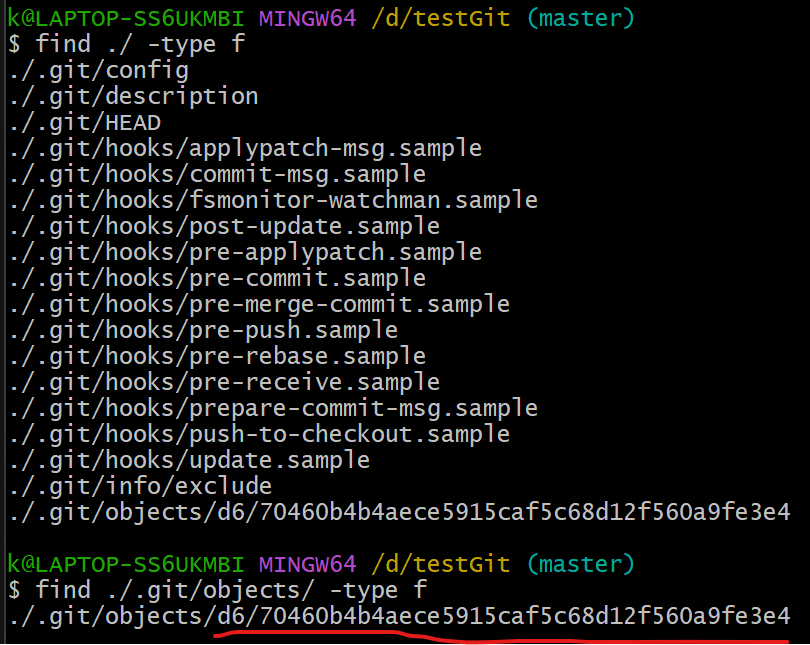 k@LAPTOP-SS6UKMBI MINGW64 /d/testGit (master)
$ find ./ -type f
./.git/config
./.git/description
./.git/HEAD
./.git/hooks/applypatch-msg.sample
./.git/hooks/commit-msg.sample
./.git/hooks/fsmonitor-watchman.sample
./.git/hooks/post-update.sample
./.git/hooks/pre-applypatch.sample
./.git/hooks/pre-commit.sample
./.git/hooks/pre-merge-commit.sample
./.git/hooks/pre-push.sample
./.git/hooks/pre-rebase.sample
./.git/hooks/pre-receive.sample
./.git/hooks/prepare-commit-msg.sample
./.git/hooks/push-to-checkout.sample
./.git/hooks/update.sample
./.git/info/exclude
./.git/objects/d6/70460b4b4aece5915caf5c68d12f560a9fe3e4
k@LAPTOP-SS6UKMBI MINGW64 /d/testGit (master)
$ find ./.git/objects/ -type f
./.git/objects/d6/70460b4b4aece5915caf5c68d12f560a9fe3e4